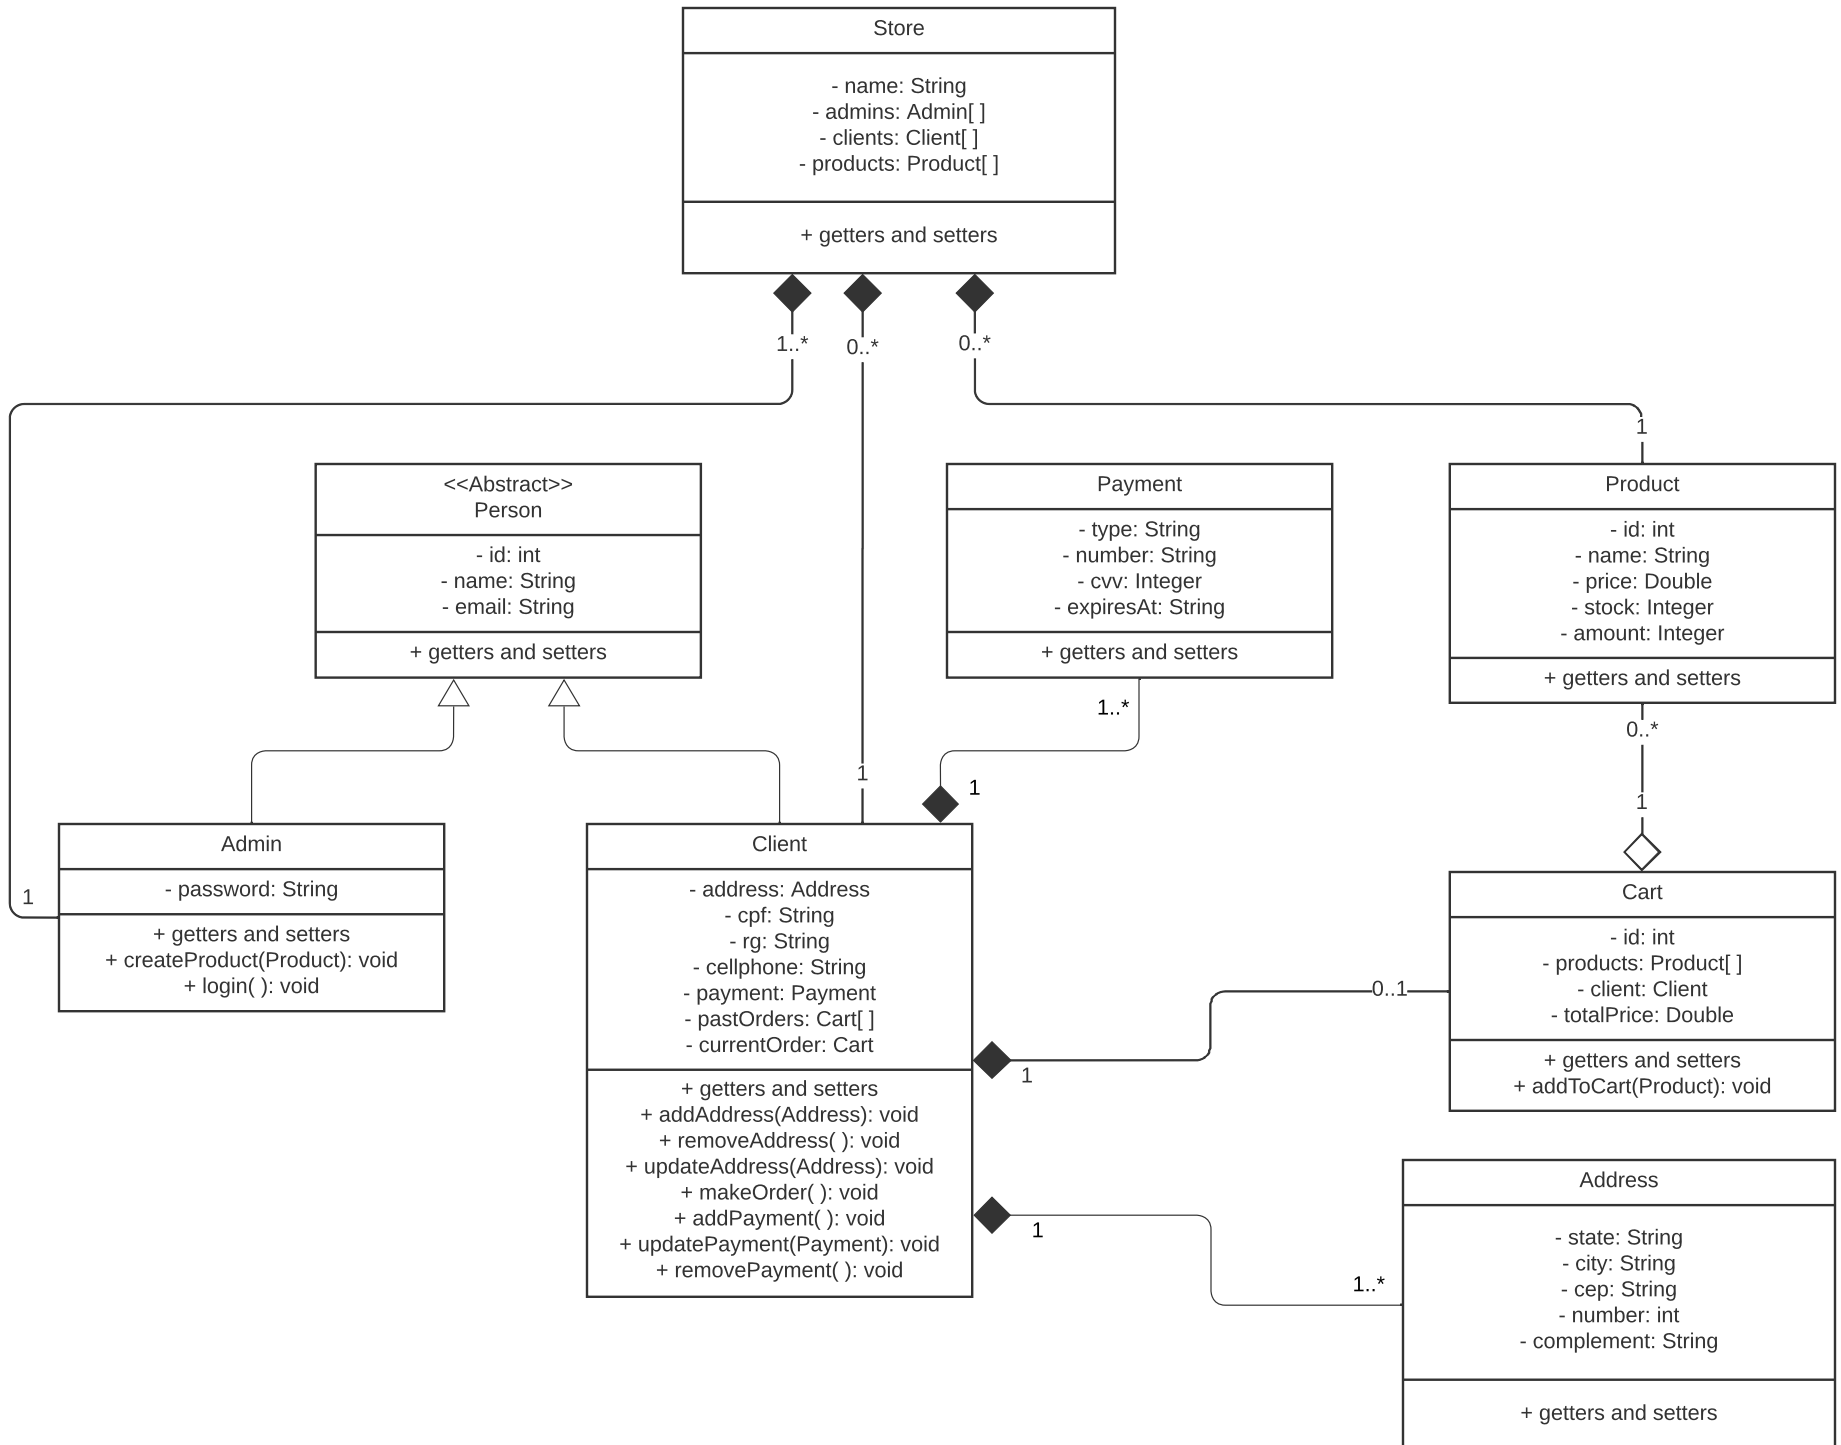 Store
- name: String
- admins: Admin[ ]
- clients: Client[ ]
- products: Product[ ]
+ getters and setters
1..*
0..*
0..*
1
<<Abstract>>
Person
- id: int
- name: String
- email: String
+ getters and setters
Payment
- type: String
- number: String
- cvv: Integer
- expiresAt: String
+ getters and setters
1..*
1
Product
- id: int
- name: String
- price: Double
- stock: Integer
- amount: Integer
+ getters and setters
0..*
1
1
1
Admin
- password: String
+ getters and setters
+ createProduct(Product): void
+ login( ): void
Client
- address: Address
- cpf: String
- rg: String
- cellphone: String
- payment: Payment
- pastOrders: Cart[ ]
- currentOrder: Cart
+ getters and setters
+ addAddress(Address): void
+ removeAddress( ): void
+ updateAddress(Address): void
+ makeOrder( ): void
+ addPayment( ): void
+ updatePayment(Payment): void
+ removePayment( ): void
0..1
1
Cart
- id: int
- products: Product[ ]
- client: Client
- totalPrice: Double
+ getters and setters
+ addToCart(Product): void
1
1..*
Address
- state: String
- city: String
- cep: String
- number: int
- complement: String
+ getters and setters